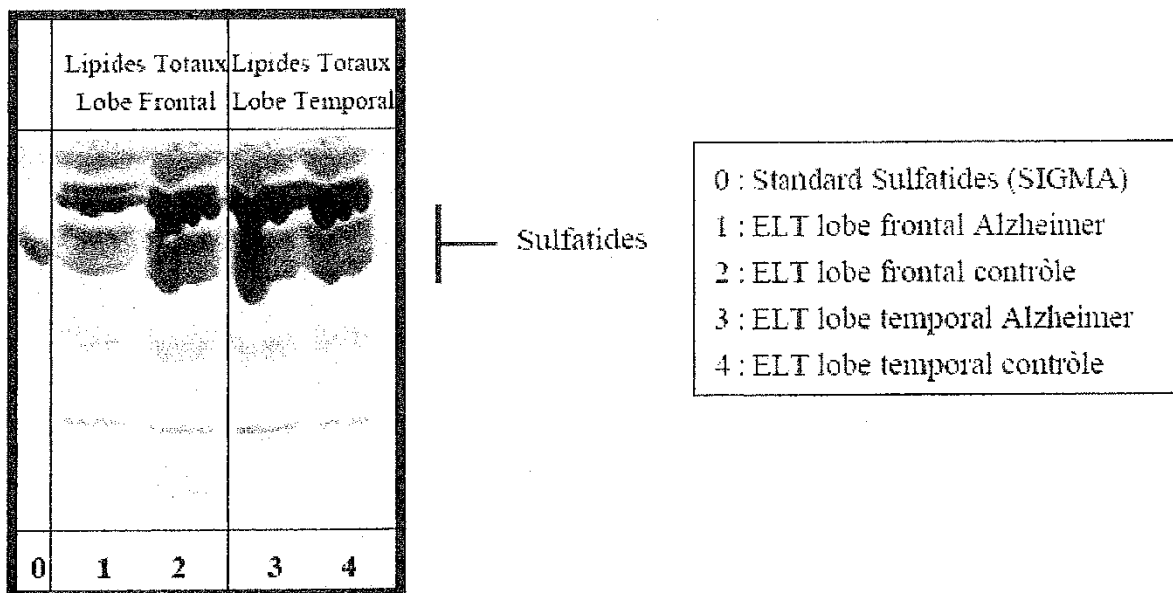 Lipides Totaux
Lobe Frontal
Lipides Totaux
Lobe Temporal
Sulfatides
0 : Standard Sulfatides (SIGMA)
1 : ELT lobe frontal Alzheimer
2 : ELT lobe frontal contrôle
3 : ELT lobe temporal Alzheimer
4 : ELT lobe temporal contrôle
0 1 2 3 4